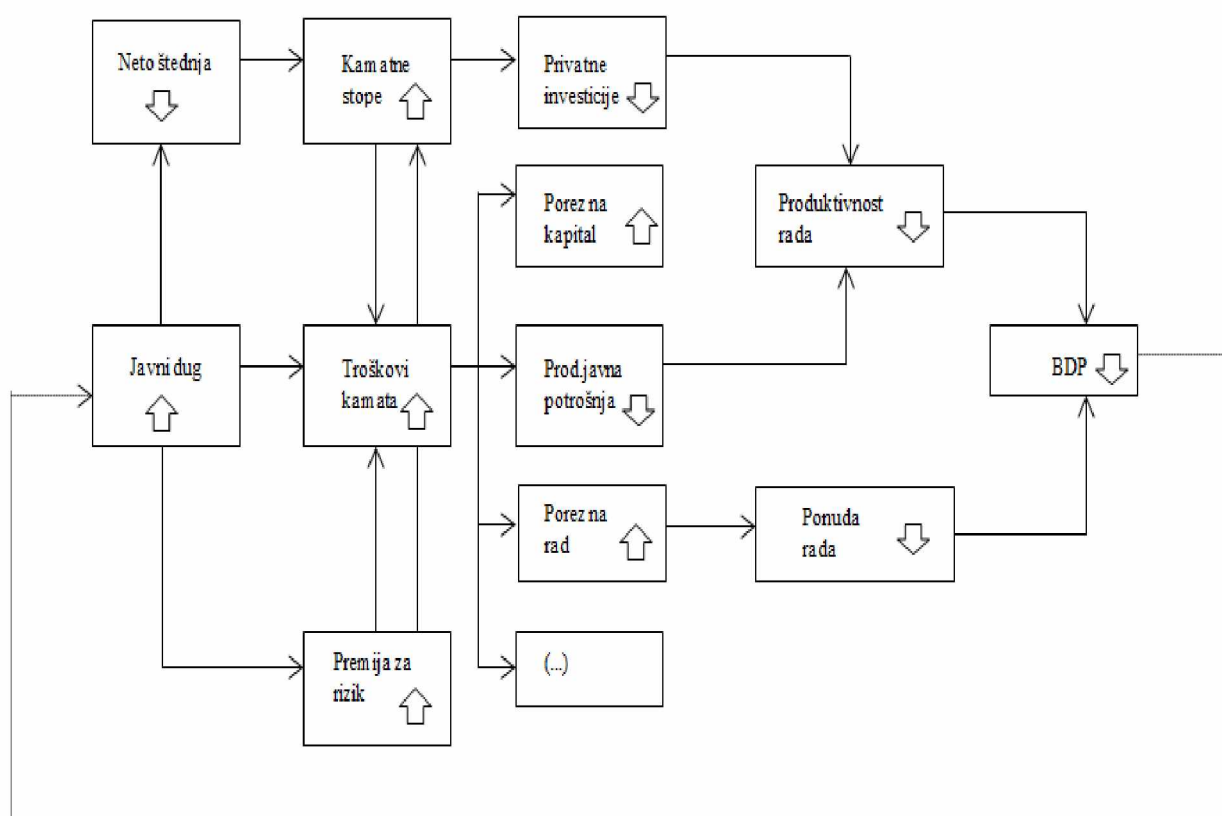 Neto štednja
Kamatne
stope
Privatne
investicije
Porez na
kapital
Produktivnost
rada
Javni dug
Troškovi
kamata
Prod.javna
potrošnja
BDP
Porez na
rad
Ponuda
rada
Premija za
rizik
(...)